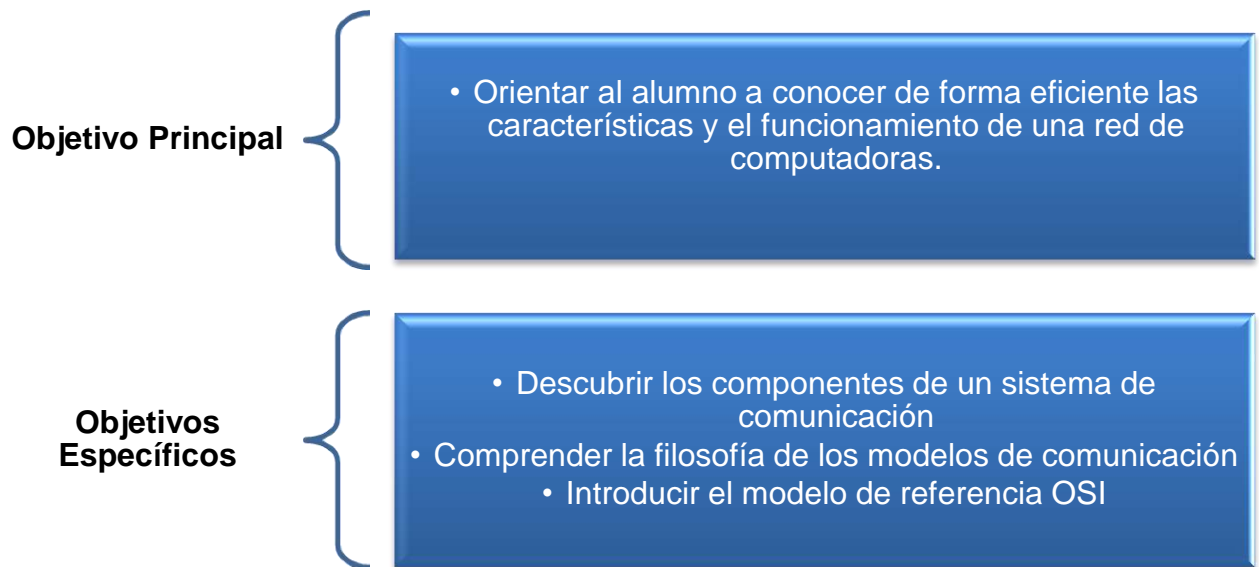 Objetivo Principal
• Orientar al alumno a conocer de forma eficiente las
características y el funcionamiento de una red de
computadoras.
Objetivos
Específicos
• Descubrir los componentes de un sistema de
comunicación
• Comprender la filosofía de los modelos de comunicación
• Introducir el modelo de referencia OSI